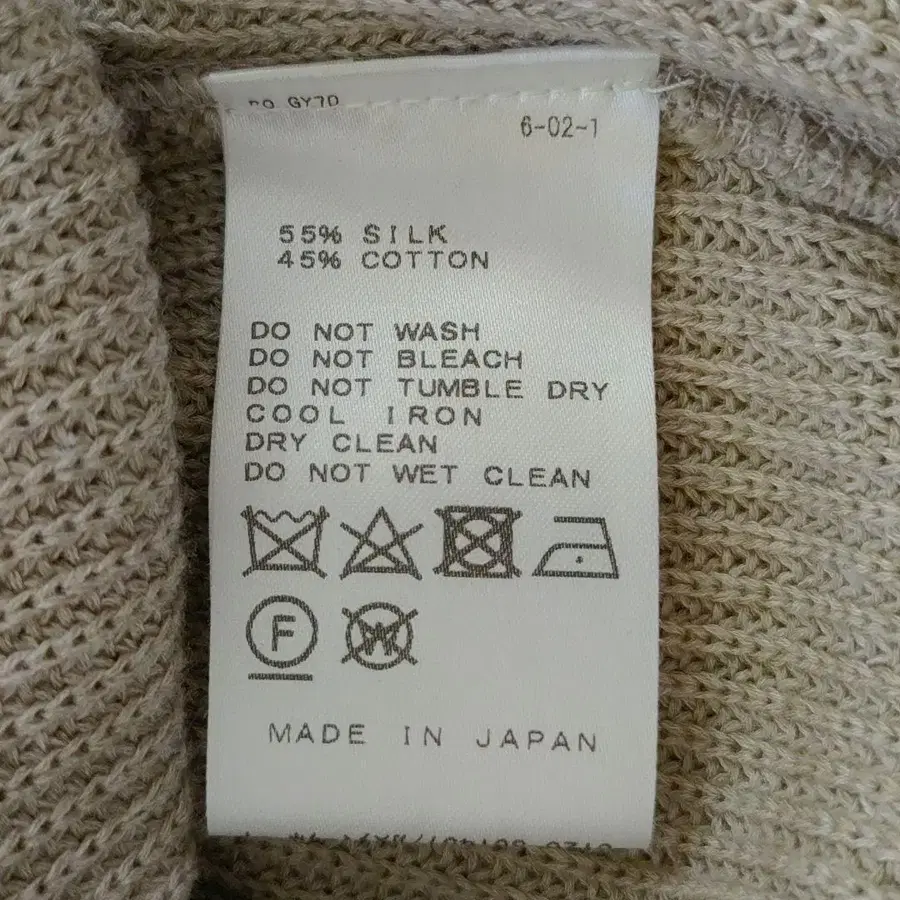 GY7D
6-02-1
55% SILK
45% COTTON
DO NOT WASH
DO NOT BLEACH
DO NOT TUMBLE DRY
COOL IRON
DRY CLEAN
DO NOT WET CLEAN
F W
MADE IN JAPAN